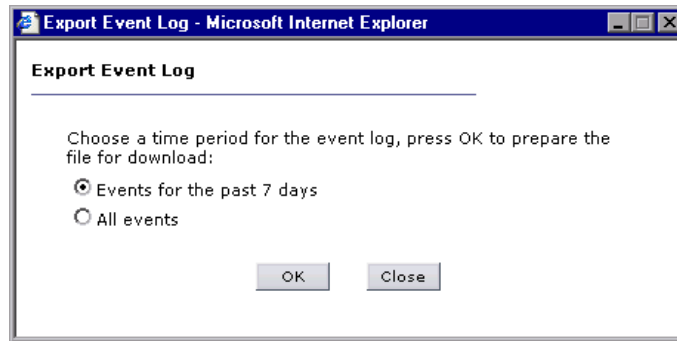 Export Event Log - Microsoft Internet Explorer
Export Event Log
Choose a time period for the event log, press OK to prepare the
file for download:
Events for the past 7 days
All events
OK Close